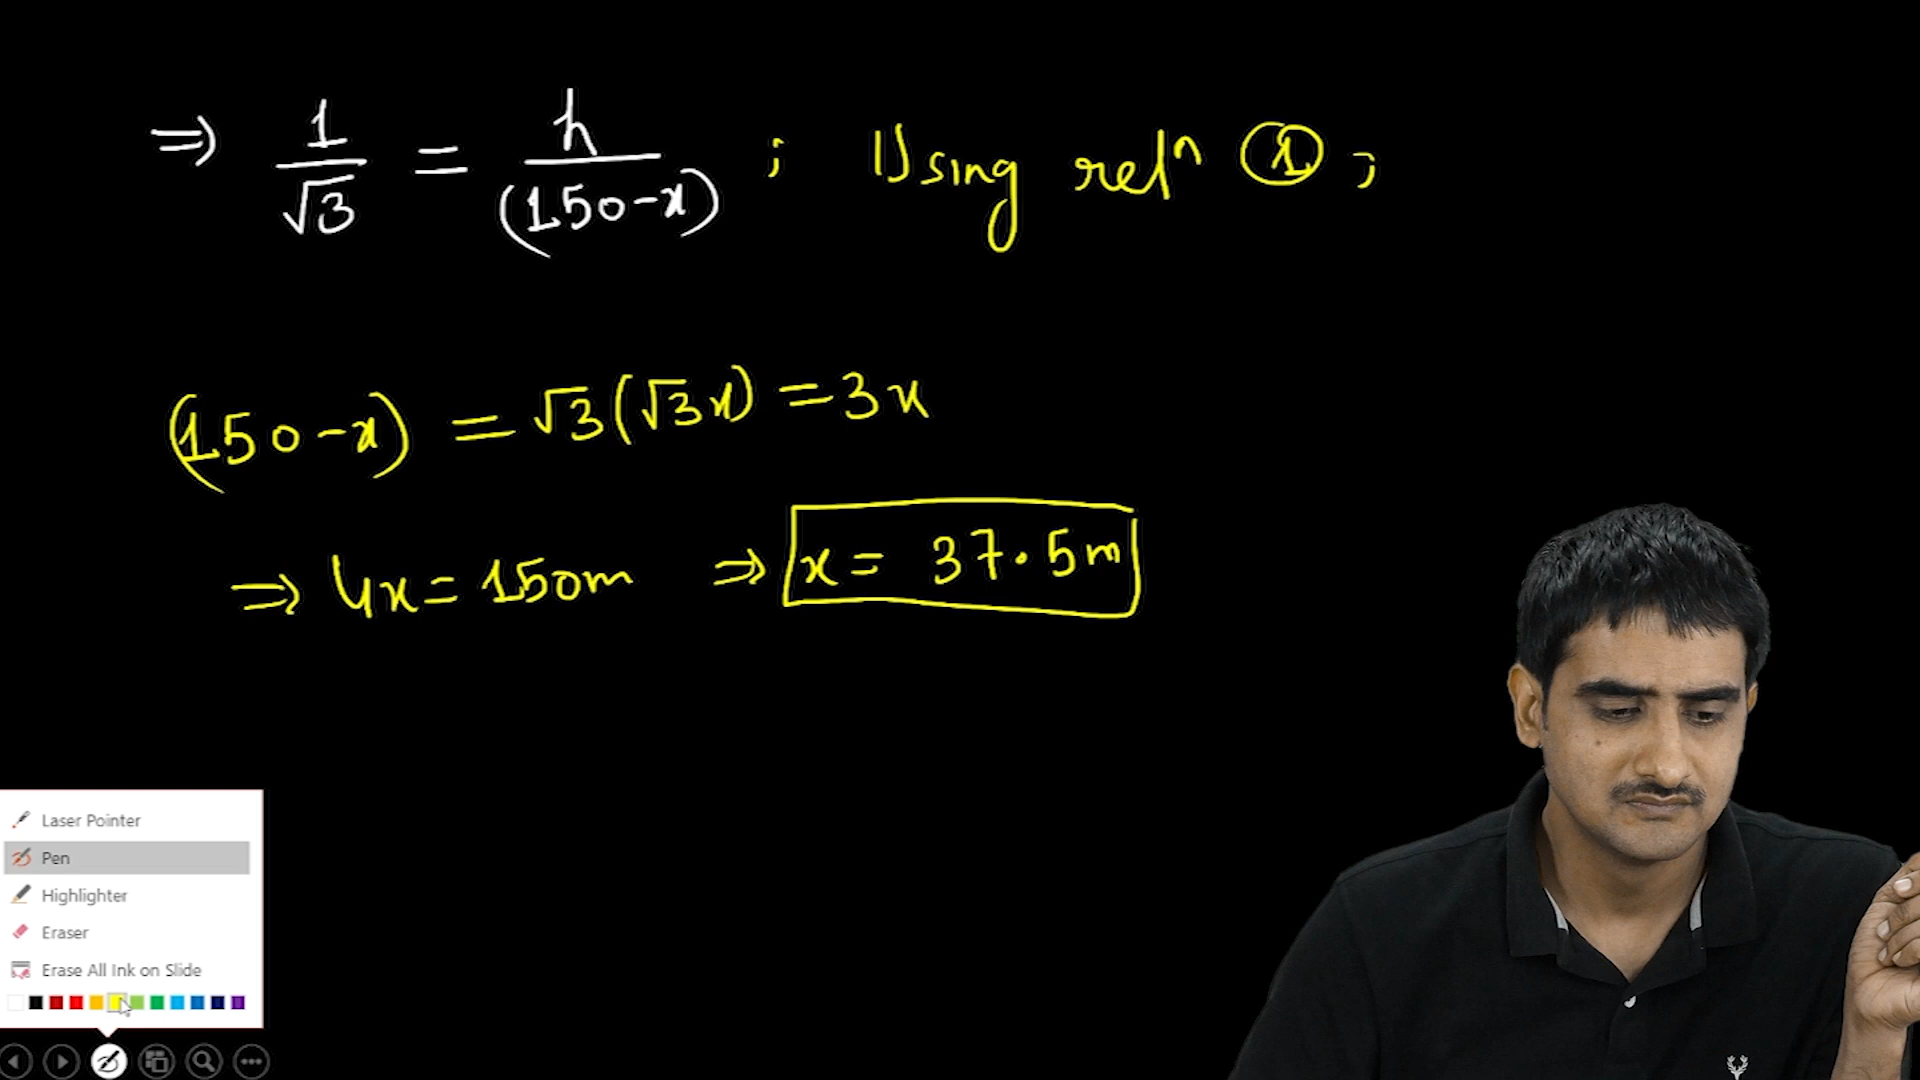 ⇒ 1/√3 = h/(150-x) ; Using relⁿ ① ;
(150-x) = √3(√3x) = 3x
⇒ 4x = 150m ⇒ x = 37.5m
Laser Pointer
Pen
Highlighter
Eraser
Erase All Ink on Slide